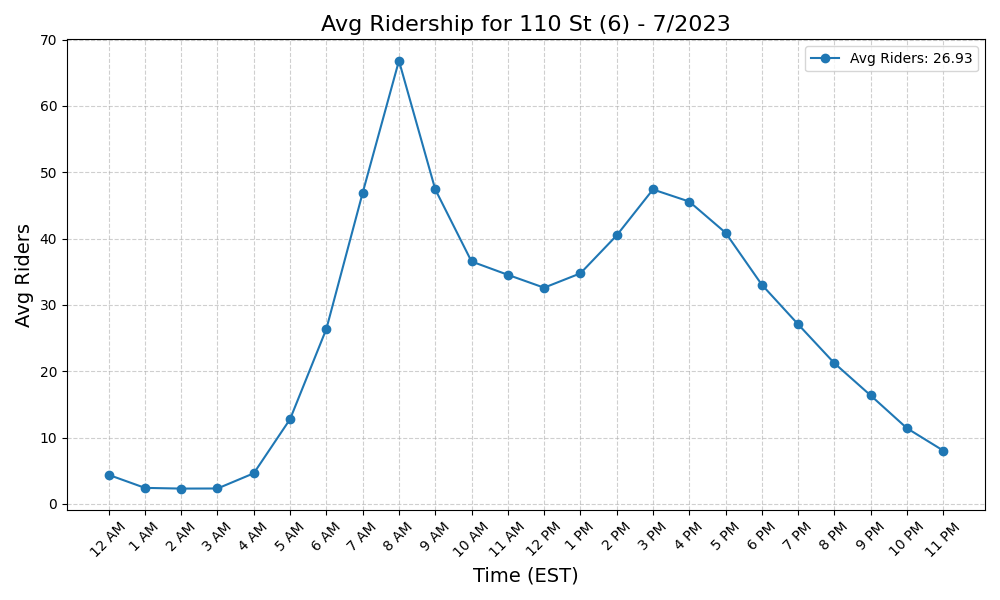 Avg Ridership for 110 St (6) - 7/2023
Avg Riders: 26.93
Avg Riders
70
60
50
40
30
20
10
0
12 AM
1 AM
2 AM
3 AM
4 AM
5 AM
6 AM
7 AM
8 AM
9 AM
10 AM
11 AM
12 PM
1 PM
2 PM
3 PM
4 PM
5 PM
6 PM
7 PM
8 PM
9 PM
10 PM
11 PM
Time (EST)